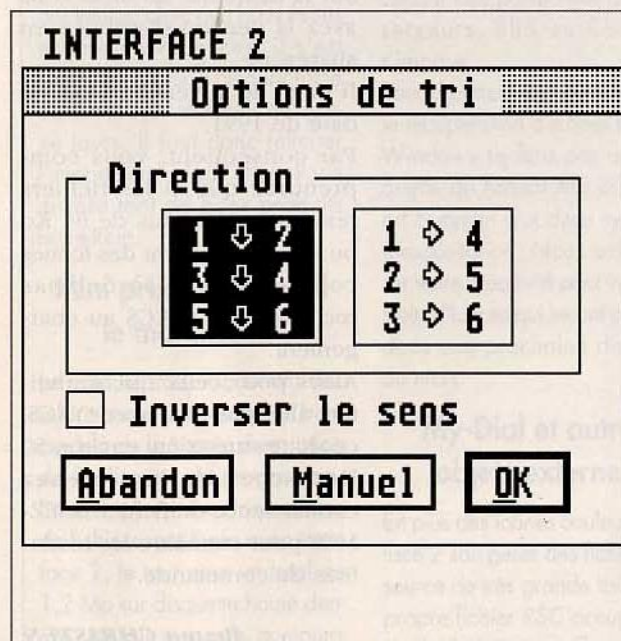 INTERFACE 2
Options de tri
Direction
1 ⇩ 2 1 ⇨ 4
3 ⇩ 4 2 ⇨ 5
5 ⇩ 6 3 ⇨ 6
Inverser le sens
Abandon Manuel OK